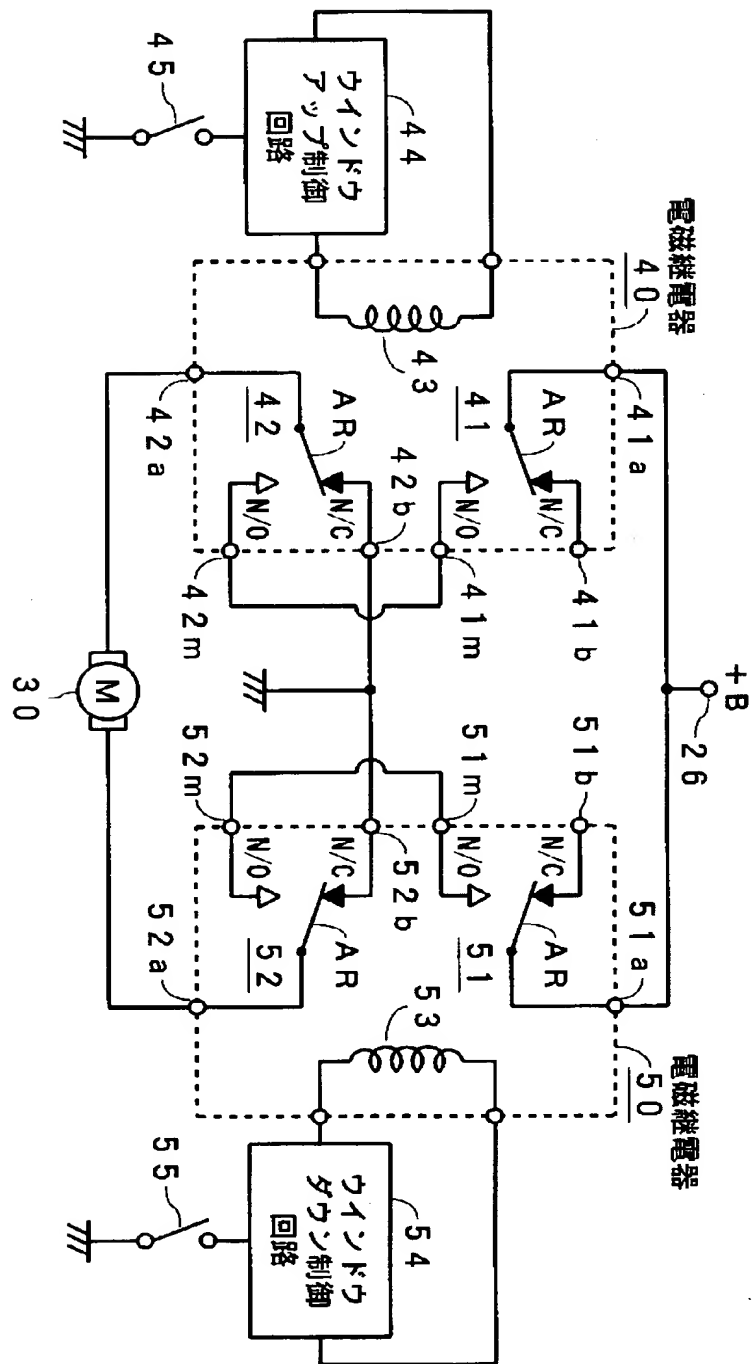 +B
26
電磁継電器
40
電磁継電器
50
41a
41b
51b
51a
AR
N/C
N/C
AR
41
N/O
N/O
51
41m
51m
43
42b
52b
53
AR
N/C
N/C
AR
42
N/O
N/O
52
42a
42m
52m
52a
44
ウインドウ
アップ制御
回路
54
ウインドウ
ダウン制御
回路
45
55
M
30